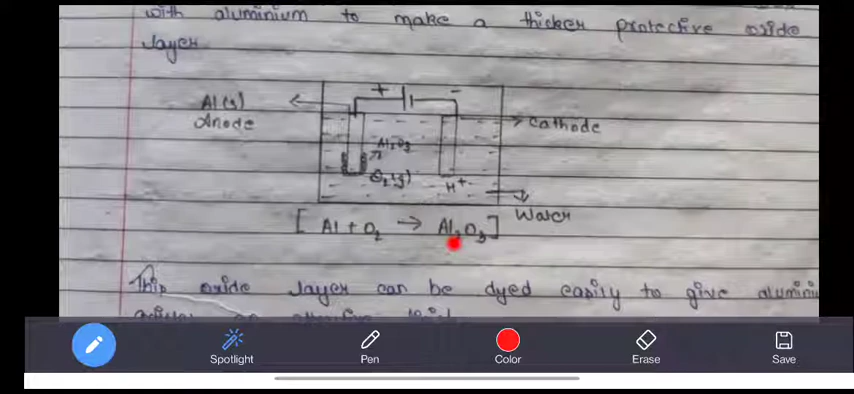 with aluminium to make a thicker protective oxide
layer
+
-
Al(s)
Anode
Cathode
Al₂O₃
O₂(g)
H⁺
Water
[ Al + O₂ → Al₂O₃ ]
This oxide layer can be dyed easily to give
Spotlight
Pen
Color
Erase
Save